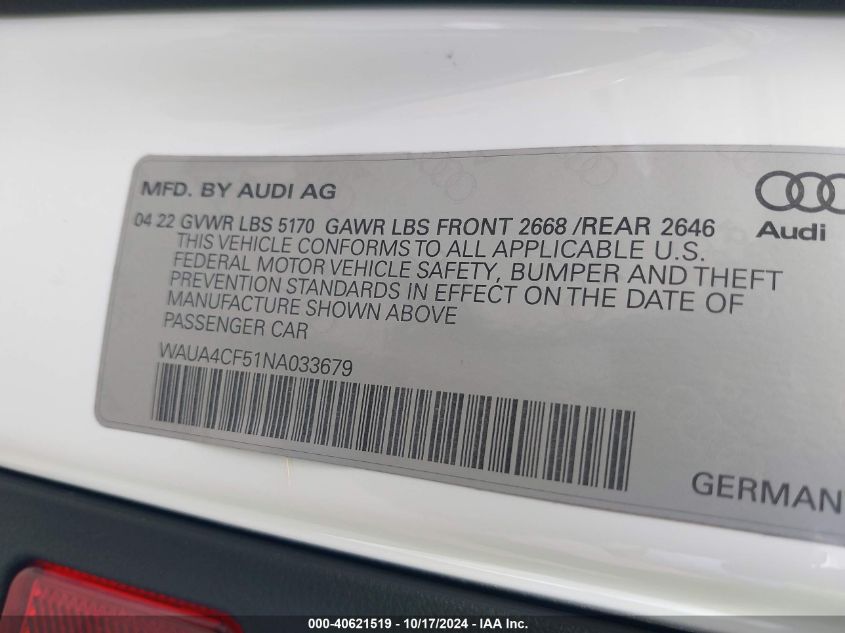 MFD. BY AUDI AG
04 22 GVWR LBS 5170 GAWR LBS FRONT 2668 /REAR 2646
THIS VEHICLE CONFORMS TO ALL APPLICABLE U.S.
FEDERAL MOTOR VEHICLE SAFETY, BUMPER AND THEFT
PREVENTION STANDARDS IN EFFECT ON THE DATE OF
MANUFACTURE SHOWN ABOVE
PASSENGER CAR
WAUA4CF51NA033679
Audi
GERMAN
000-40621519 - 10/17/2024 - IAA Inc.